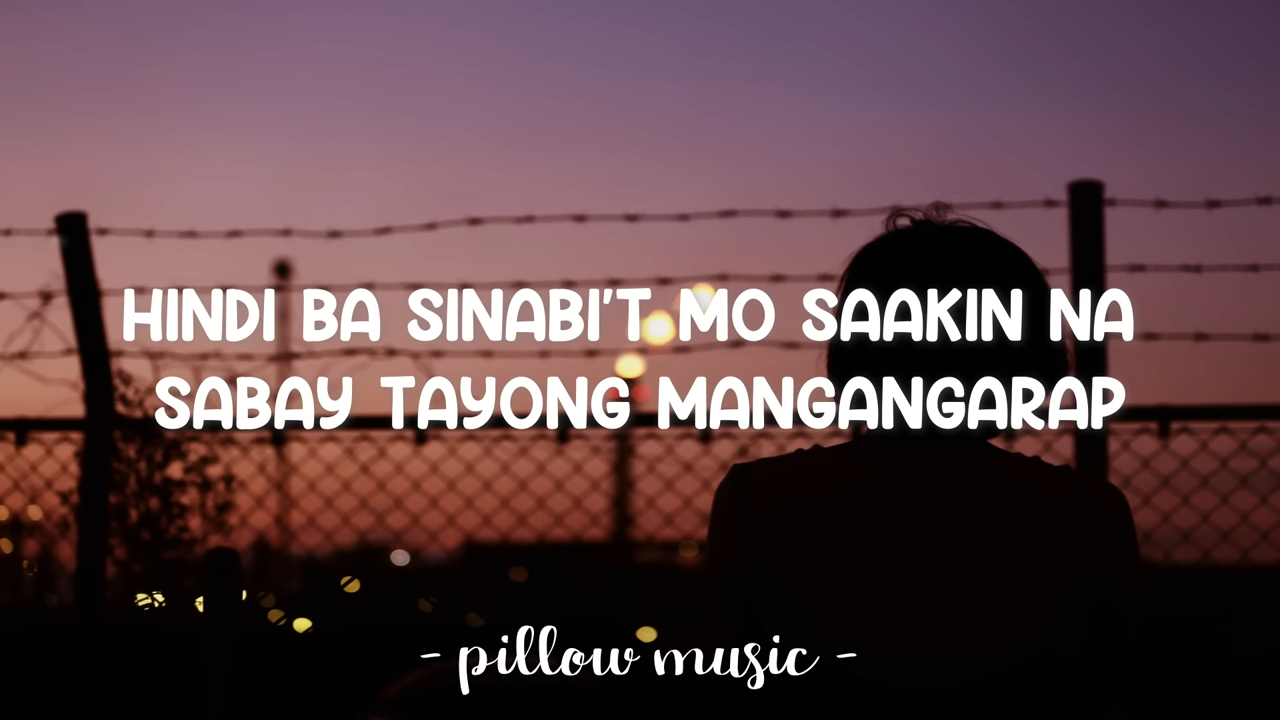 HINDI BA SINABI'T MO SAAKIN NA
SABAY TAYONG MANGANGARAP
- pillow music -